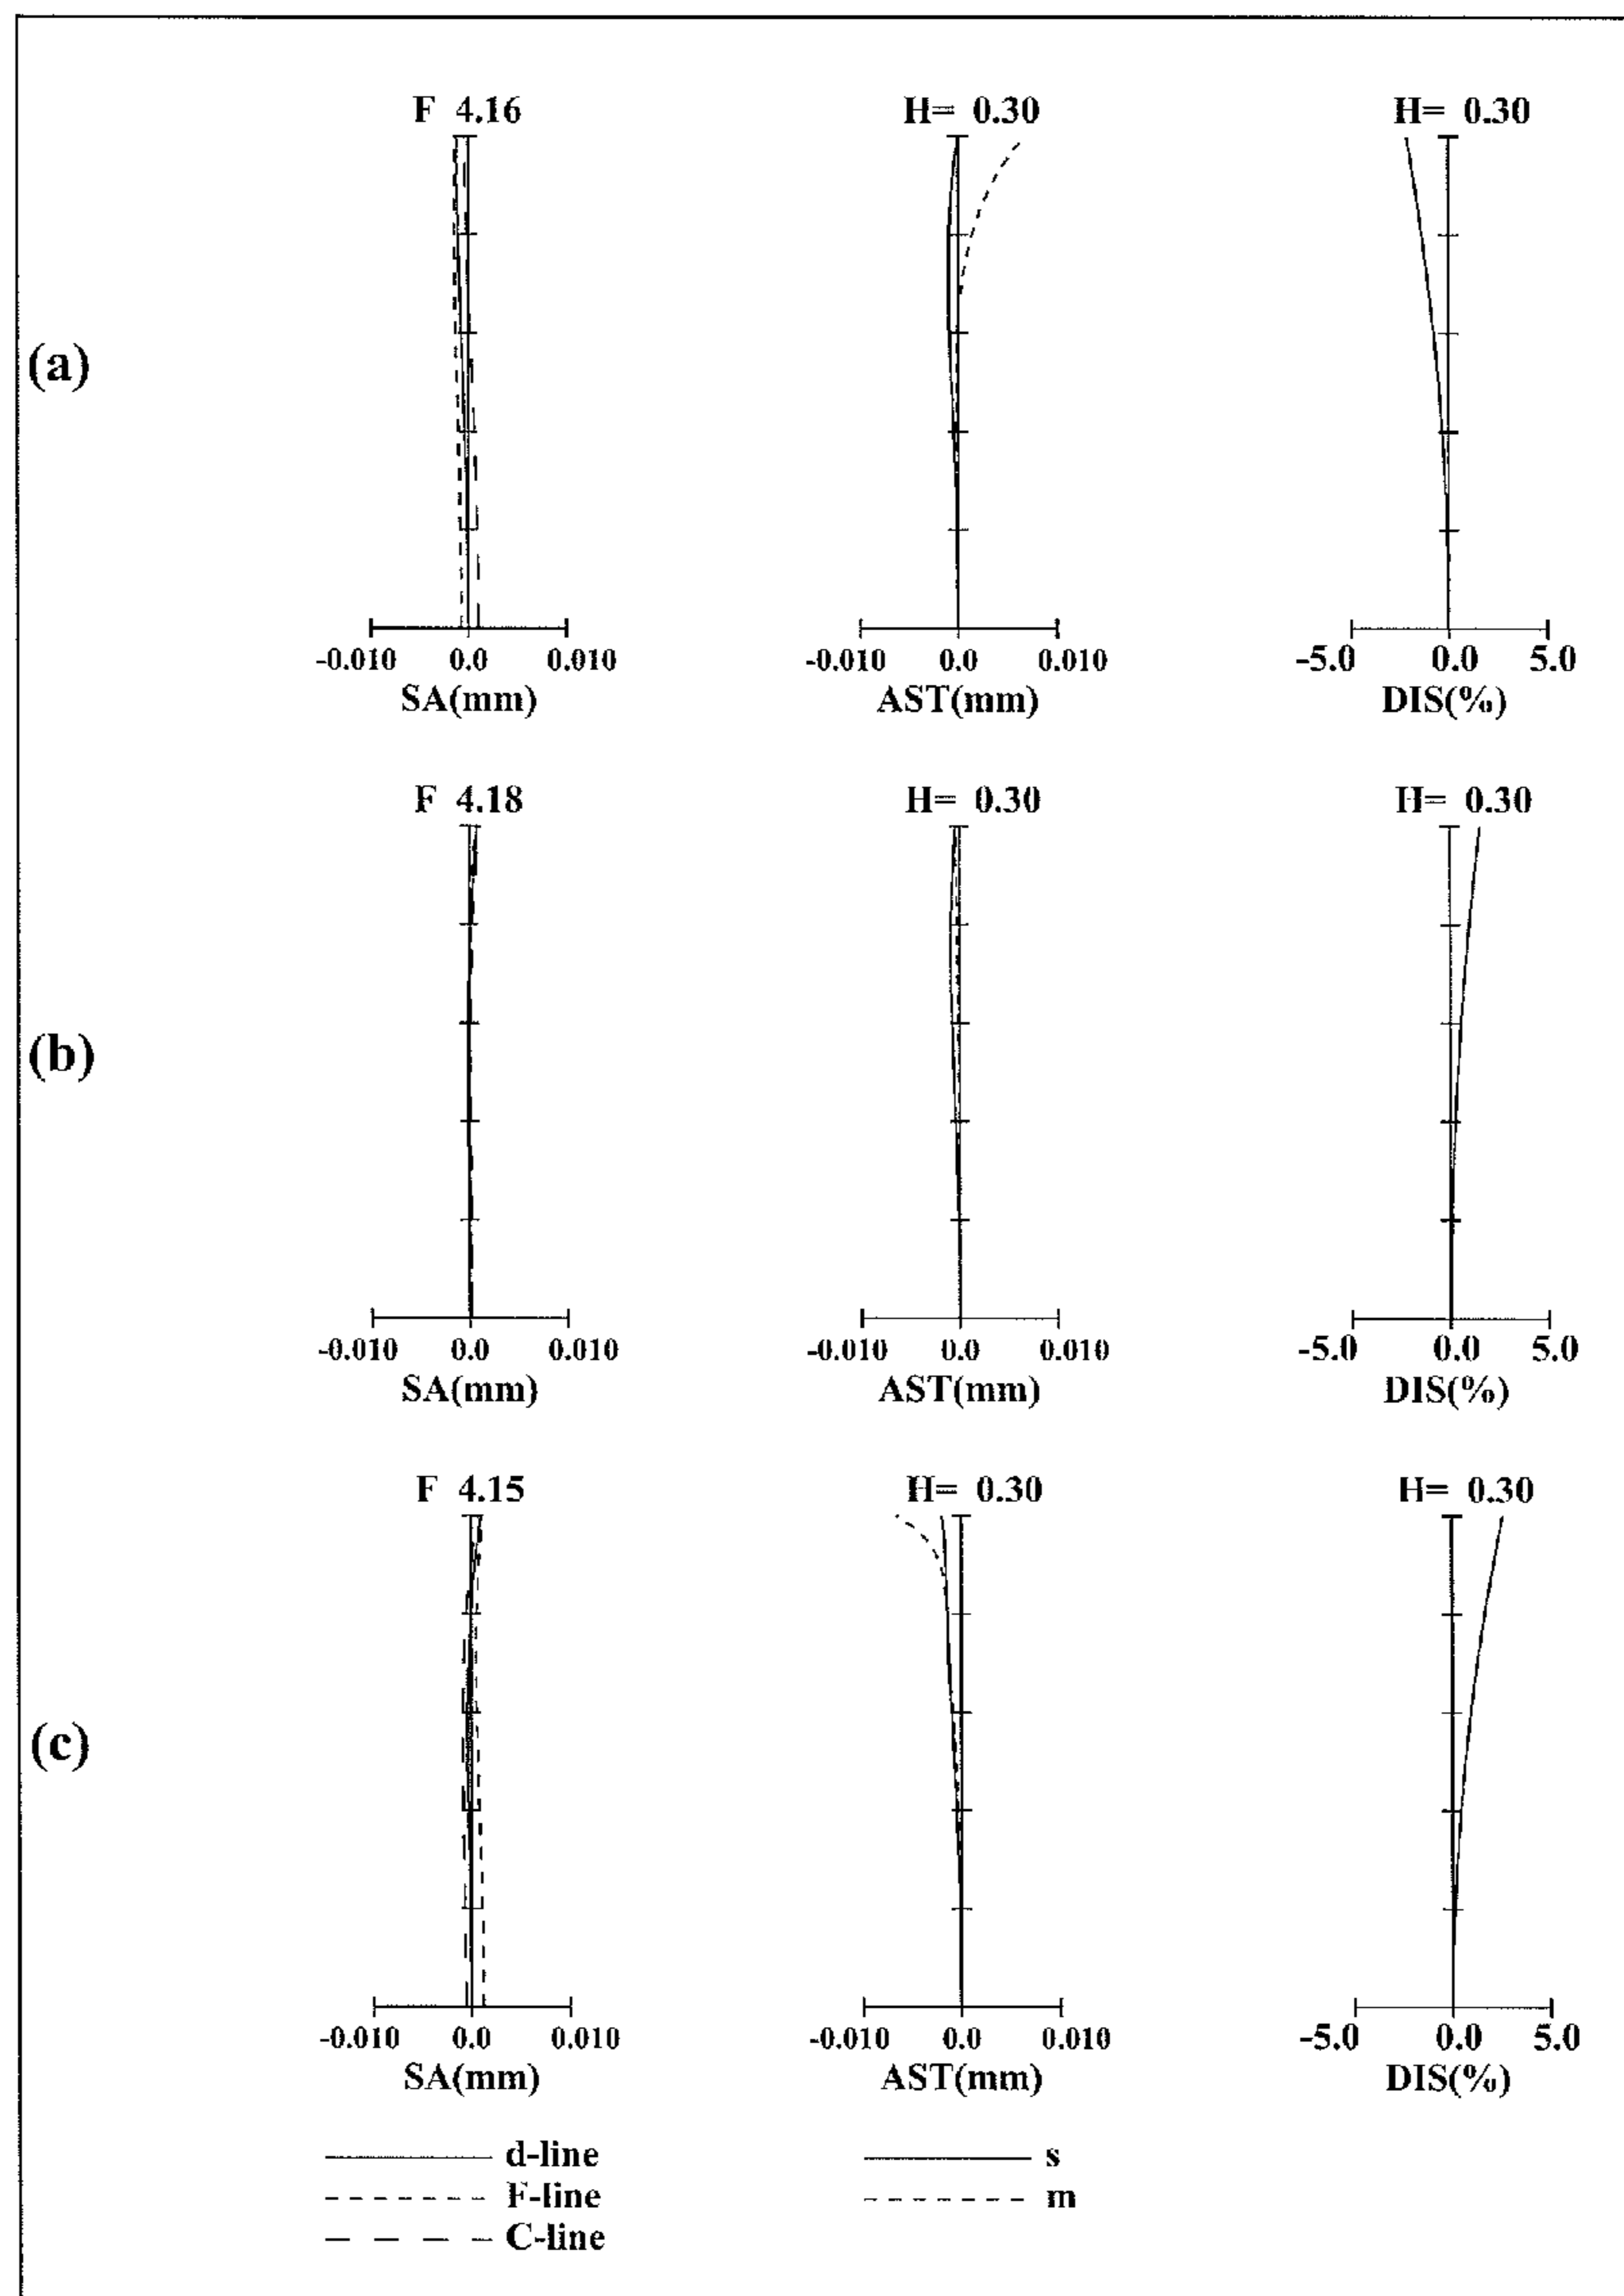 F 4.16 H= 0.30 H= 0.30
(a)
-0.010 0.0 0.010 -0.010 0.0 0.010 -5.0 0.0 5.0
SA(mm) AST(mm) DIS(%)
F 4.18 H= 0.30 H= 0.30
(b)
-0.010 0.0 0.010 -0.010 0.0 0.010 -5.0 0.0 5.0
SA(mm) AST(mm) DIS(%)
F 4.15 H= 0.30 H= 0.30
(c)
-0.010 0.0 0.010 -0.010 0.0 0.010 -5.0 0.0 5.0
SA(mm) AST(mm) DIS(%)
d-line s
F-line m
C-line